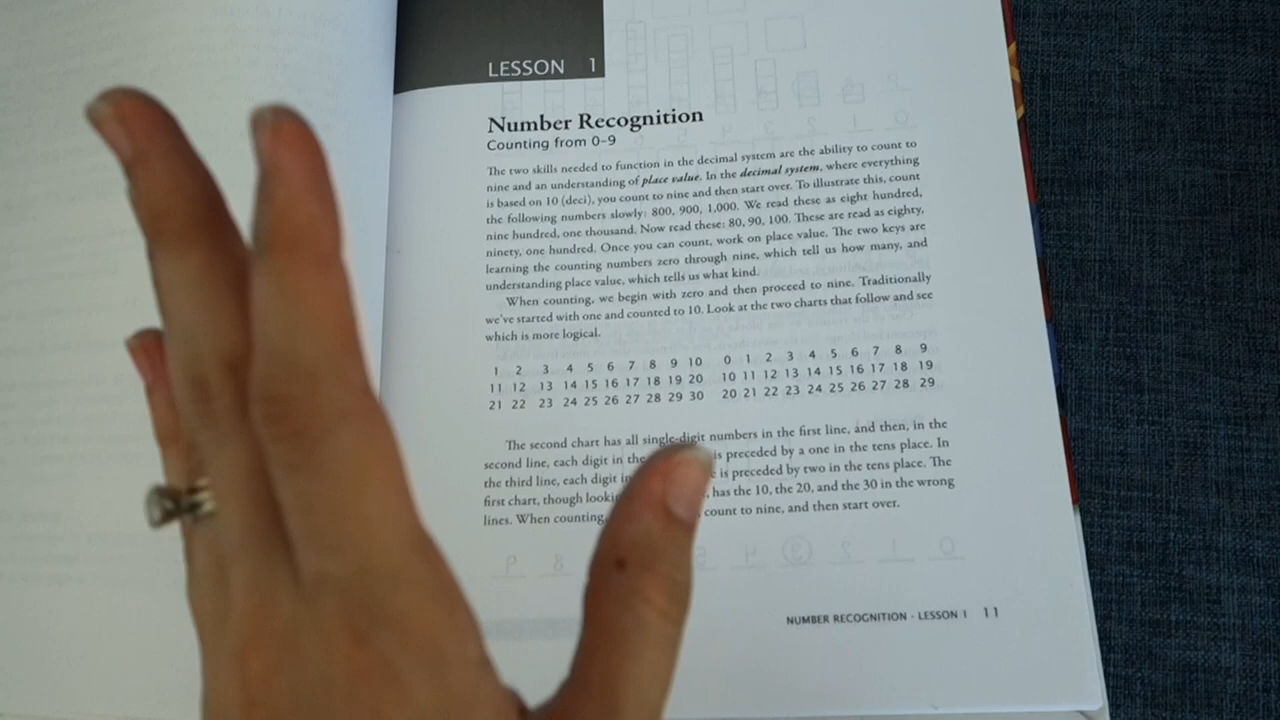 LESSON 1
Number Recognition
Counting from 0–9
The two skills needed to function in the decimal system are the ability to count to
nine and an understanding of place value. In the decimal system, where everything
is based on 10 (deci), you count to nine and then start over. To illustrate this, count
the following numbers slowly: 800, 900, 1,000. We read these as eight hundred,
nine hundred, one thousand. Now read these: 80, 90, 100. These are read as eighty,
ninety, one hundred. Once you can count, work on place value. The two keys are
learning the counting numbers zero through nine, which tell us how many, and
understanding place value, which tells us what kind.
When counting, we begin with zero and then proceed to nine. Traditionally
we've started with one and counted to 10. Look at the two charts that follow and see
which is more logical.
1 2 3 4 5 6 7 8 9 10 0 1 2 3 4 5 6 7 8 9
11 12 13 14 15 16 17 18 19 20 10 11 12 13 14 15 16 17 18 19
21 22 23 24 25 26 27 28 29 30 20 21 22 23 24 25 26 27 28 29
The second chart has all single-digit numbers in the first line, and then, in the
second line, each digit in the is preceded by a one in the tens place. In
the third line, each digit is preceded by two in the tens place. The
first chart, though has the 10, the 20, and the 30 in the wrong
lines. When counting, count to nine, and then start over.
NUMBER RECOGNITION - LESSON 1 11